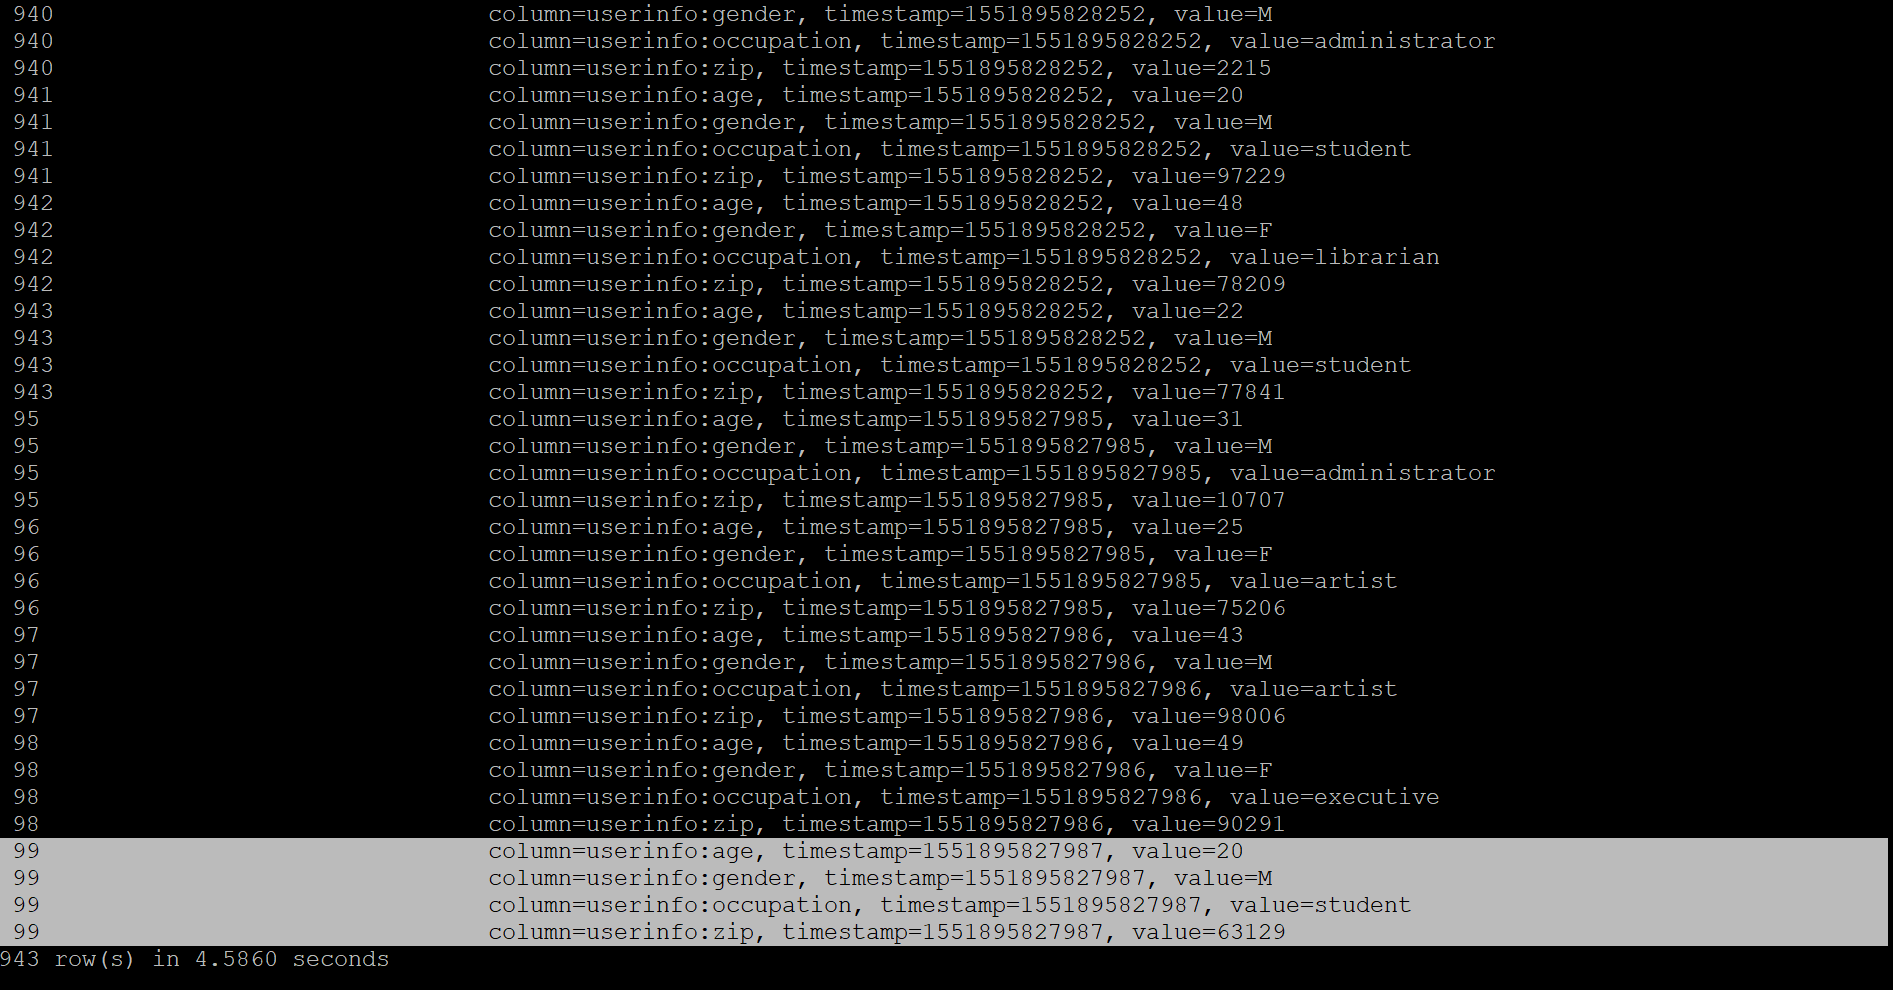 940 column=userinfo:gender, timestamp=1551895828252, value=M
940 column=userinfo:occupation, timestamp=1551895828252, value=administrator
940 column=userinfo:zip, timestamp=1551895828252, value=2215
941 column=userinfo:age, timestamp=1551895828252, value=20
941 column=userinfo:gender, timestamp=1551895828252, value=M
941 column=userinfo:occupation, timestamp=1551895828252, value=student
941 column=userinfo:zip, timestamp=1551895828252, value=97229
942 column=userinfo:age, timestamp=1551895828252, value=48
942 column=userinfo:gender, timestamp=1551895828252, value=F
942 column=userinfo:occupation, timestamp=1551895828252, value=librarian
942 column=userinfo:zip, timestamp=1551895828252, value=78209
943 column=userinfo:age, timestamp=1551895828252, value=22
943 column=userinfo:gender, timestamp=1551895828252, value=M
943 column=userinfo:occupation, timestamp=1551895828252, value=student
943 column=userinfo:zip, timestamp=1551895828252, value=77841
95 column=userinfo:age, timestamp=1551895827985, value=31
95 column=userinfo:gender, timestamp=1551895827985, value=M
95 column=userinfo:occupation, timestamp=1551895827985, value=administrator
95 column=userinfo:zip, timestamp=1551895827985, value=10707
96 column=userinfo:age, timestamp=1551895827985, value=25
96 column=userinfo:gender, timestamp=1551895827985, value=F
96 column=userinfo:occupation, timestamp=1551895827985, value=artist
96 column=userinfo:zip, timestamp=1551895827985, value=75206
97 column=userinfo:age, timestamp=1551895827986, value=43
97 column=userinfo:gender, timestamp=1551895827986, value=M
97 column=userinfo:occupation, timestamp=1551895827986, value=artist
97 column=userinfo:zip, timestamp=1551895827986, value=98006
98 column=userinfo:age, timestamp=1551895827986, value=49
98 column=userinfo:gender, timestamp=1551895827986, value=F
98 column=userinfo:occupation, timestamp=1551895827986, value=executive
98 column=userinfo:zip, timestamp=1551895827986, value=90291
99 column=userinfo:age, timestamp=1551895827987, value=20
99 column=userinfo:gender, timestamp=1551895827987, value=M
99 column=userinfo:occupation, timestamp=1551895827987, value=student
99 column=userinfo:zip, timestamp=1551895827987, value=63129
943 row(s) in 4.5860 seconds